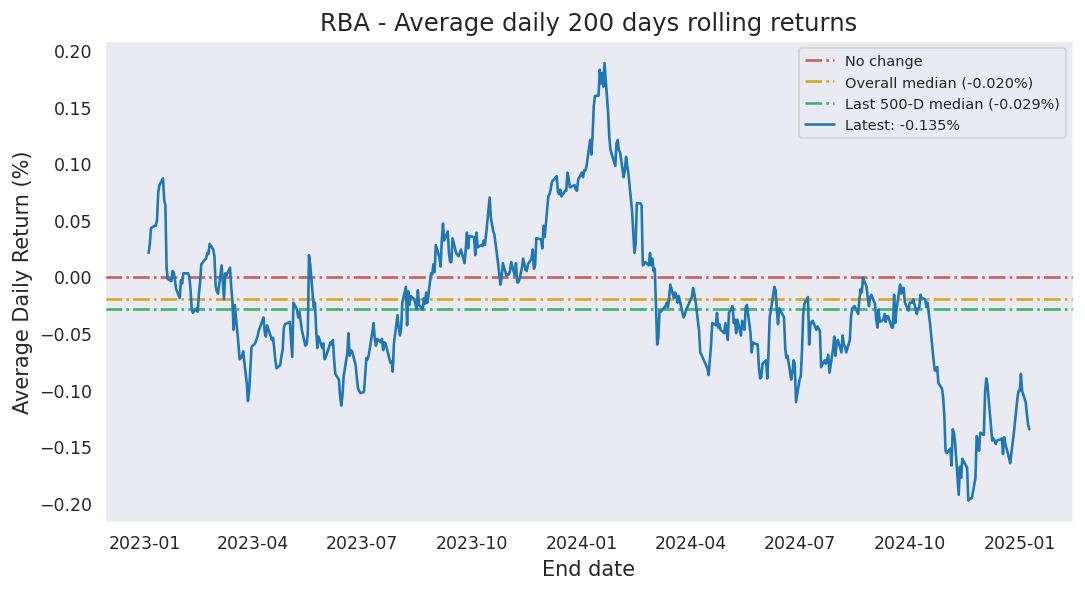 RBA - Average daily 200 days rolling returns
No change
Overall median (-0.020%)
Last 500-D median (-0.029%)
Latest: -0.135%
Average Daily Return (%)
0.20
0.15
0.10
0.05
0.00
−0.05
−0.10
−0.15
−0.20
2023-01 2023-04 2023-07 2023-10 2024-01 2024-04 2024-07 2024-10 2025-01
End date